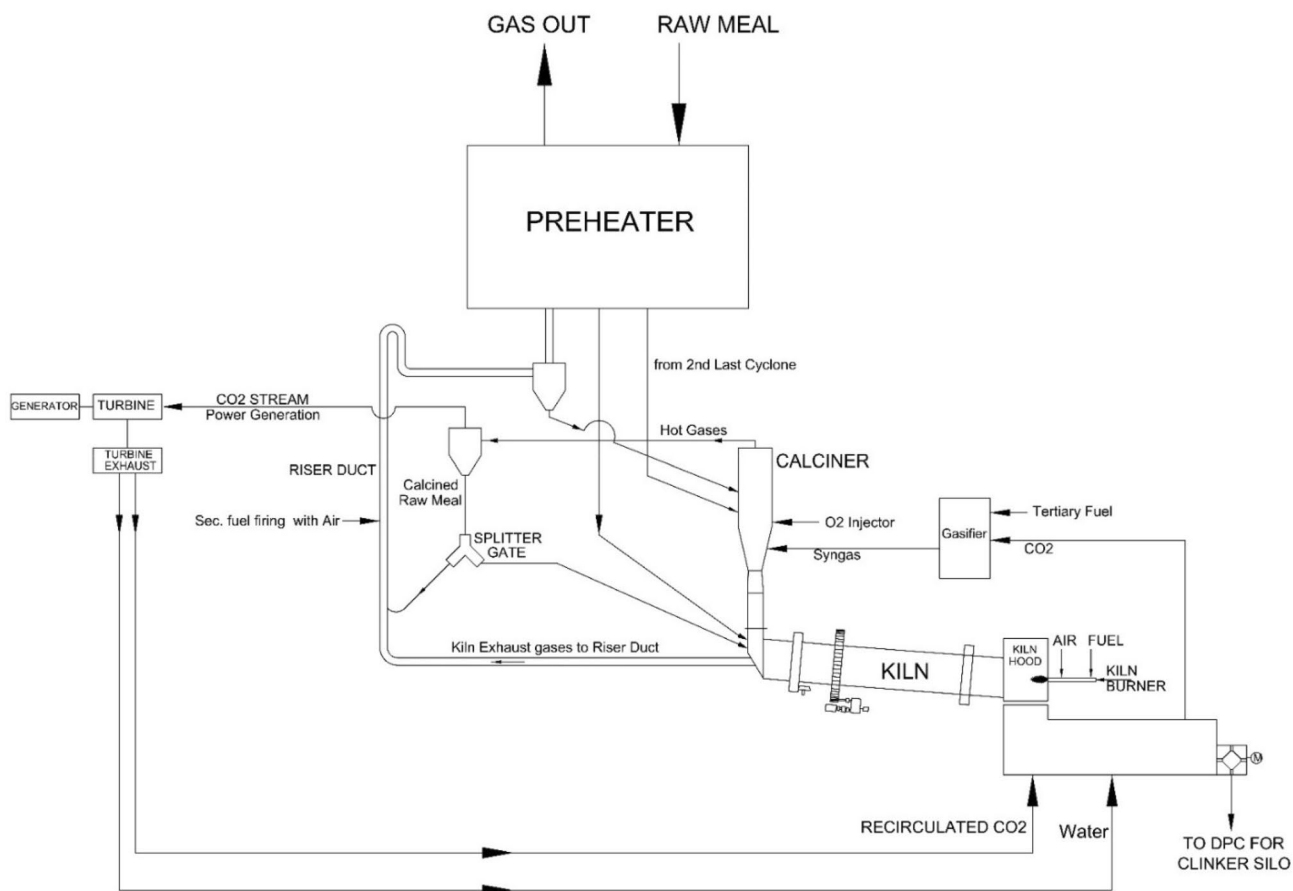 GAS OUT
RAW MEAL
PREHEATER
from 2nd Last Cyclone
CO2 STREAM
Power Generation
GENERATOR
TURBINE
TURBINE
EXHAUST
Hot Gases
CALCINER
RISER DUCT
Calcined
Raw Meal
Sec. fuel firing with Air
SPLITTER
GATE
O2 Injector
Syngas
Gasifier
Tertiary Fuel
CO2
Kiln Exhaust gases to Riser Duct
KILN
KILN
HOOD
AIR
FUEL
KILN
BURNER
M
RECIRCULATED CO2
Water
TO DPC FOR
CLINKER SILO